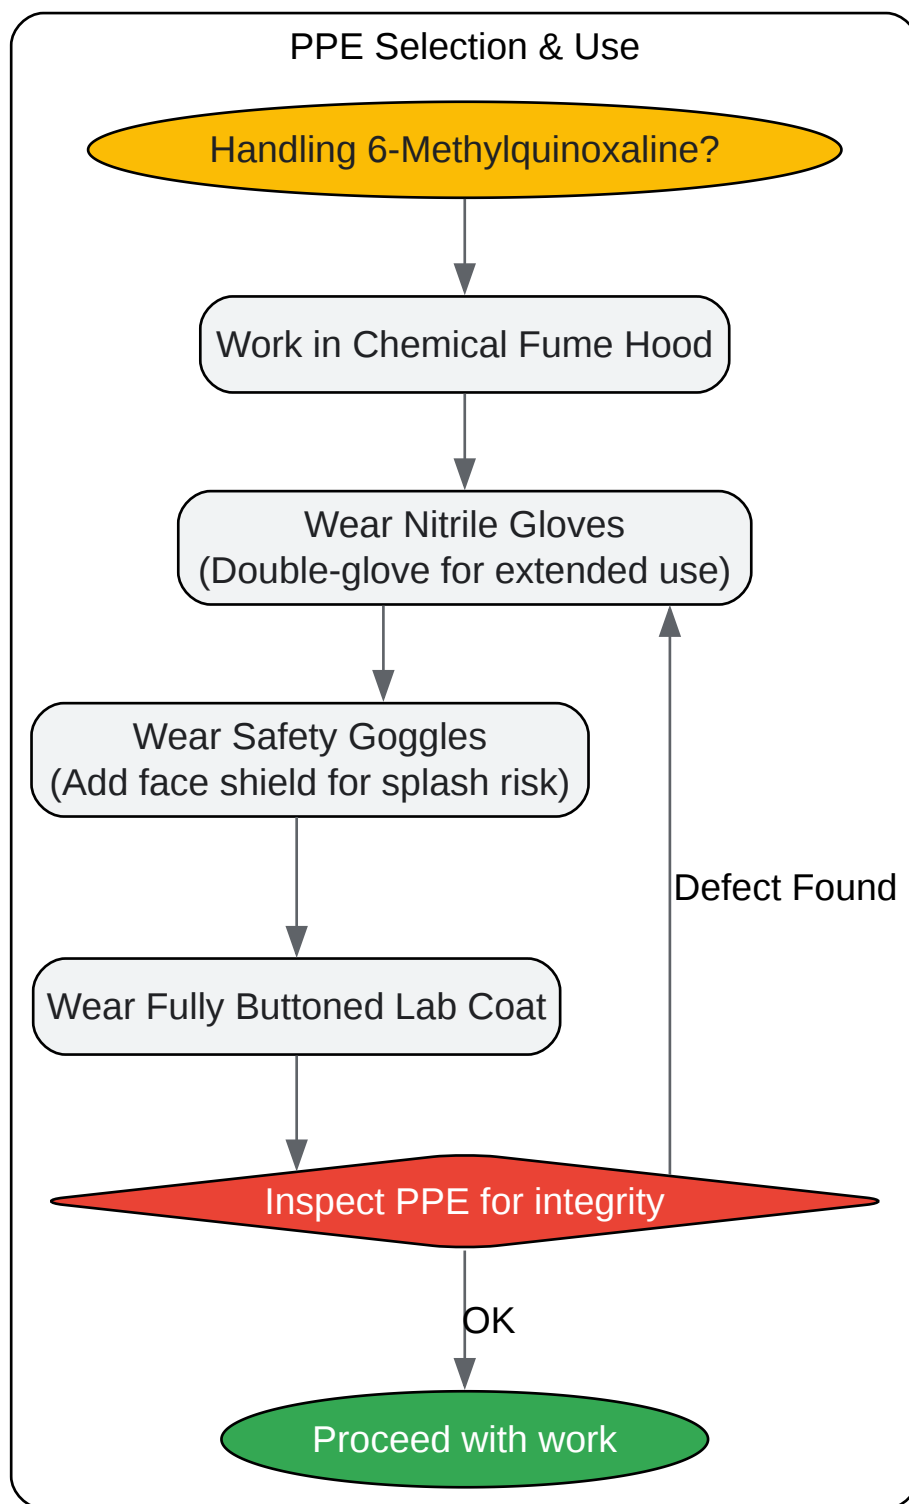 PPE Selection & Use
Handling 6-Methylquinoxaline?
Work in Chemical Fume Hood
Wear Nitrile Gloves
(Double-glove for extended use)
Wear Safety Goggles
(Add face shield for splash risk)
Defect Found
Wear Fully Buttoned Lab Coat
Inspect PPE for integrity
OK
Proceed with work